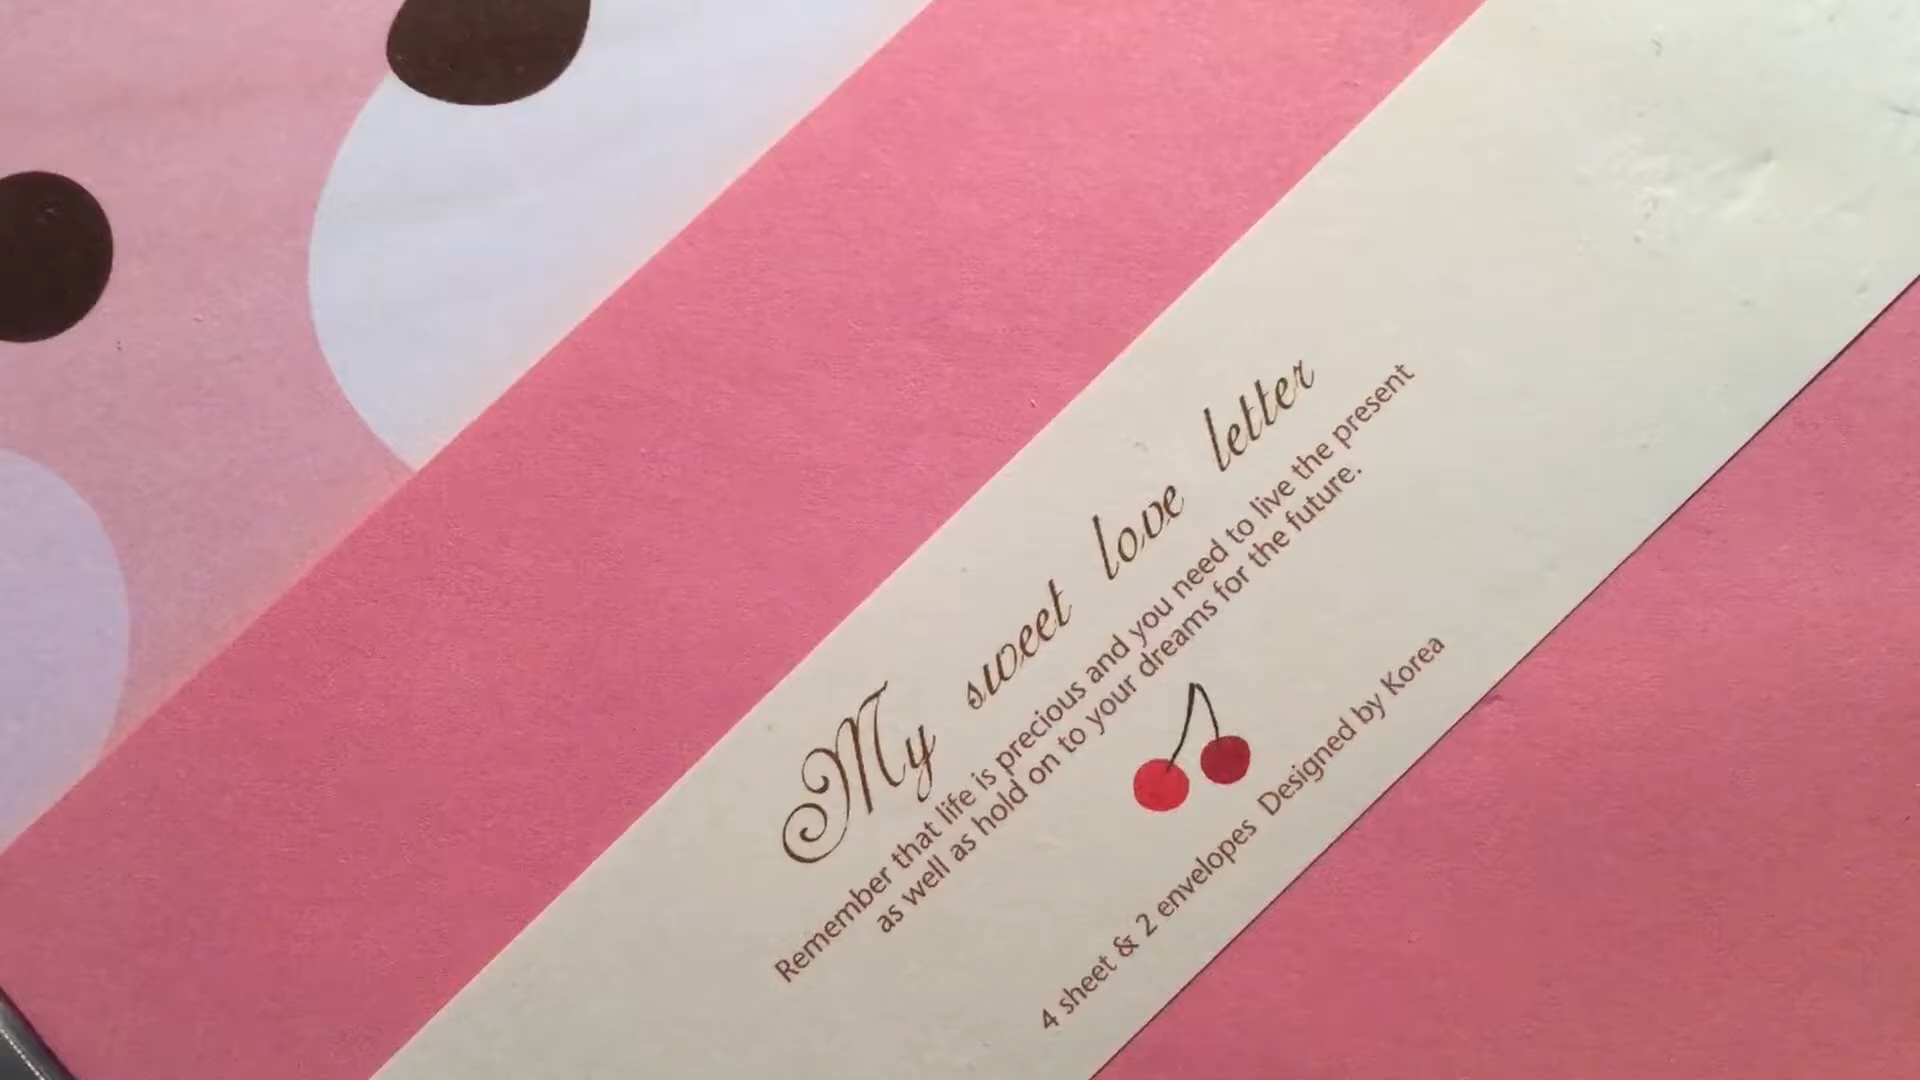 My sweet love letter
Remember that life is precious and you need to live the present
as well as hold on to your dreams for the future.
4 sheet & 2 envelopes Designed by Korea